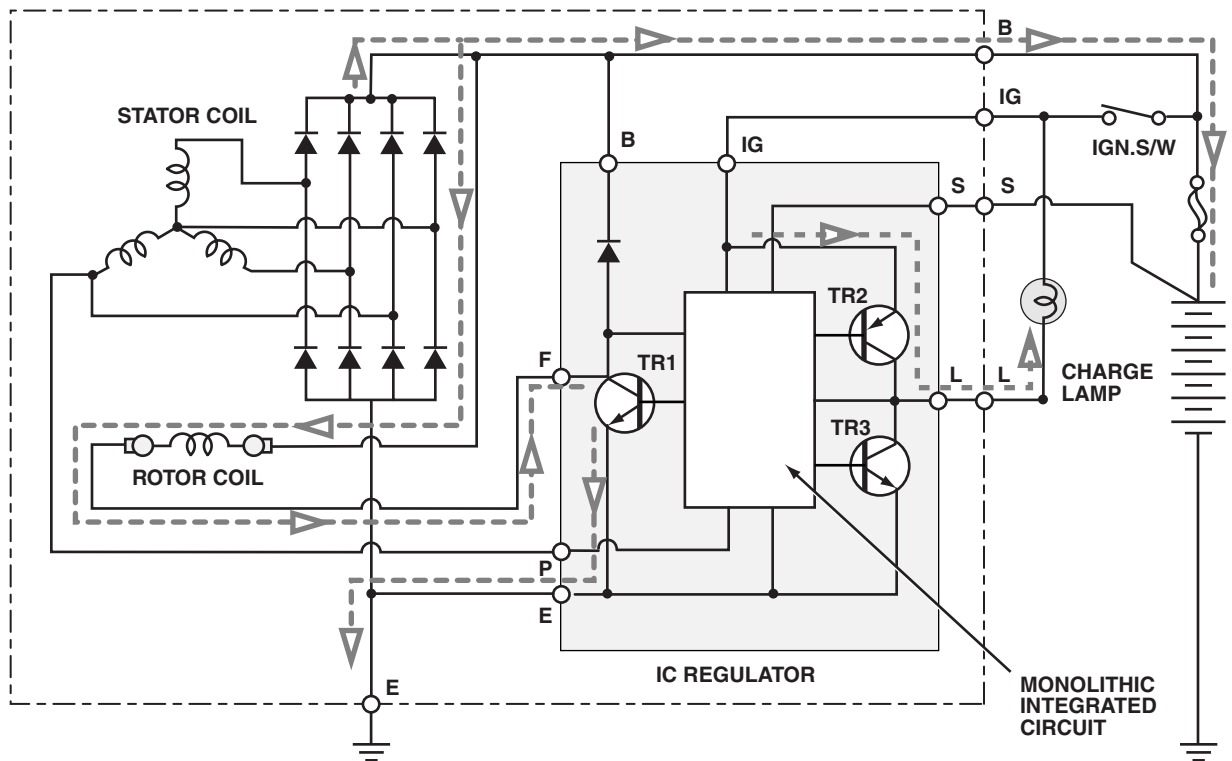 B
IG
STATOR COIL
IGN.S/W
B
IG
S S
TR2
F
TR1
L L
CHARGE
LAMP
TR3
ROTOR COIL
P
E
IC REGULATOR
E
MONOLITHIC
INTEGRATED
CIRCUIT